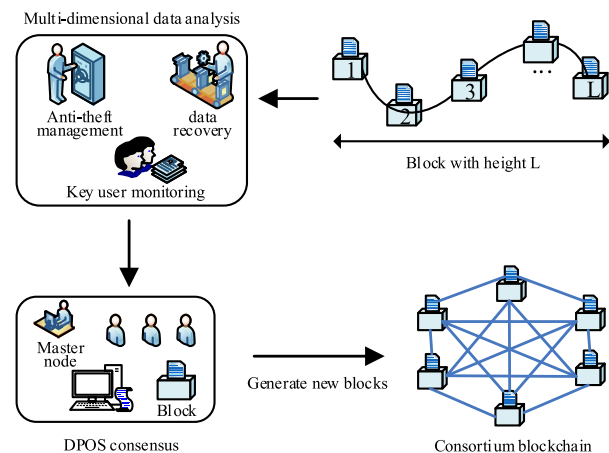 Multi-dimensional data analysis
Anti-theft
management
data
recovery
Key user monitoring
1
2
3
...
L
Block with height L
Master
node
Block
DPOS consensus
Generate new blocks
Consortium blockchain